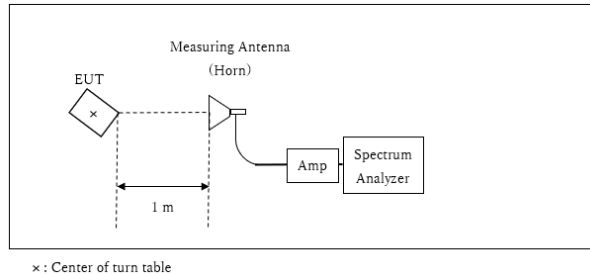 Measuring Antenna
(Horn)
EUT
×
Amp
Spectrum
Analyzer
1 m
× : Center of turn table